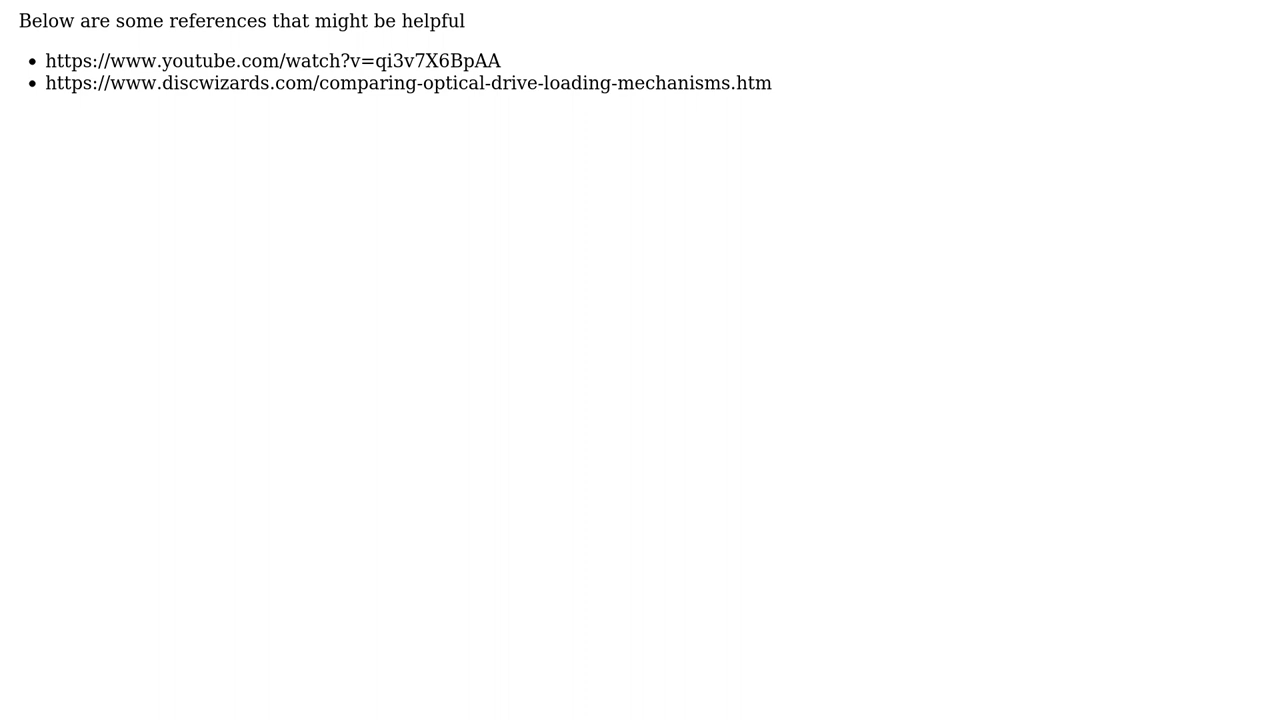 Below are some references that might be helpful
• https://www.youtube.com/watch?v=qi3v7X6BpAA
• https://www.discwizards.com/comparing-optical-drive-loading-mechanisms.htm